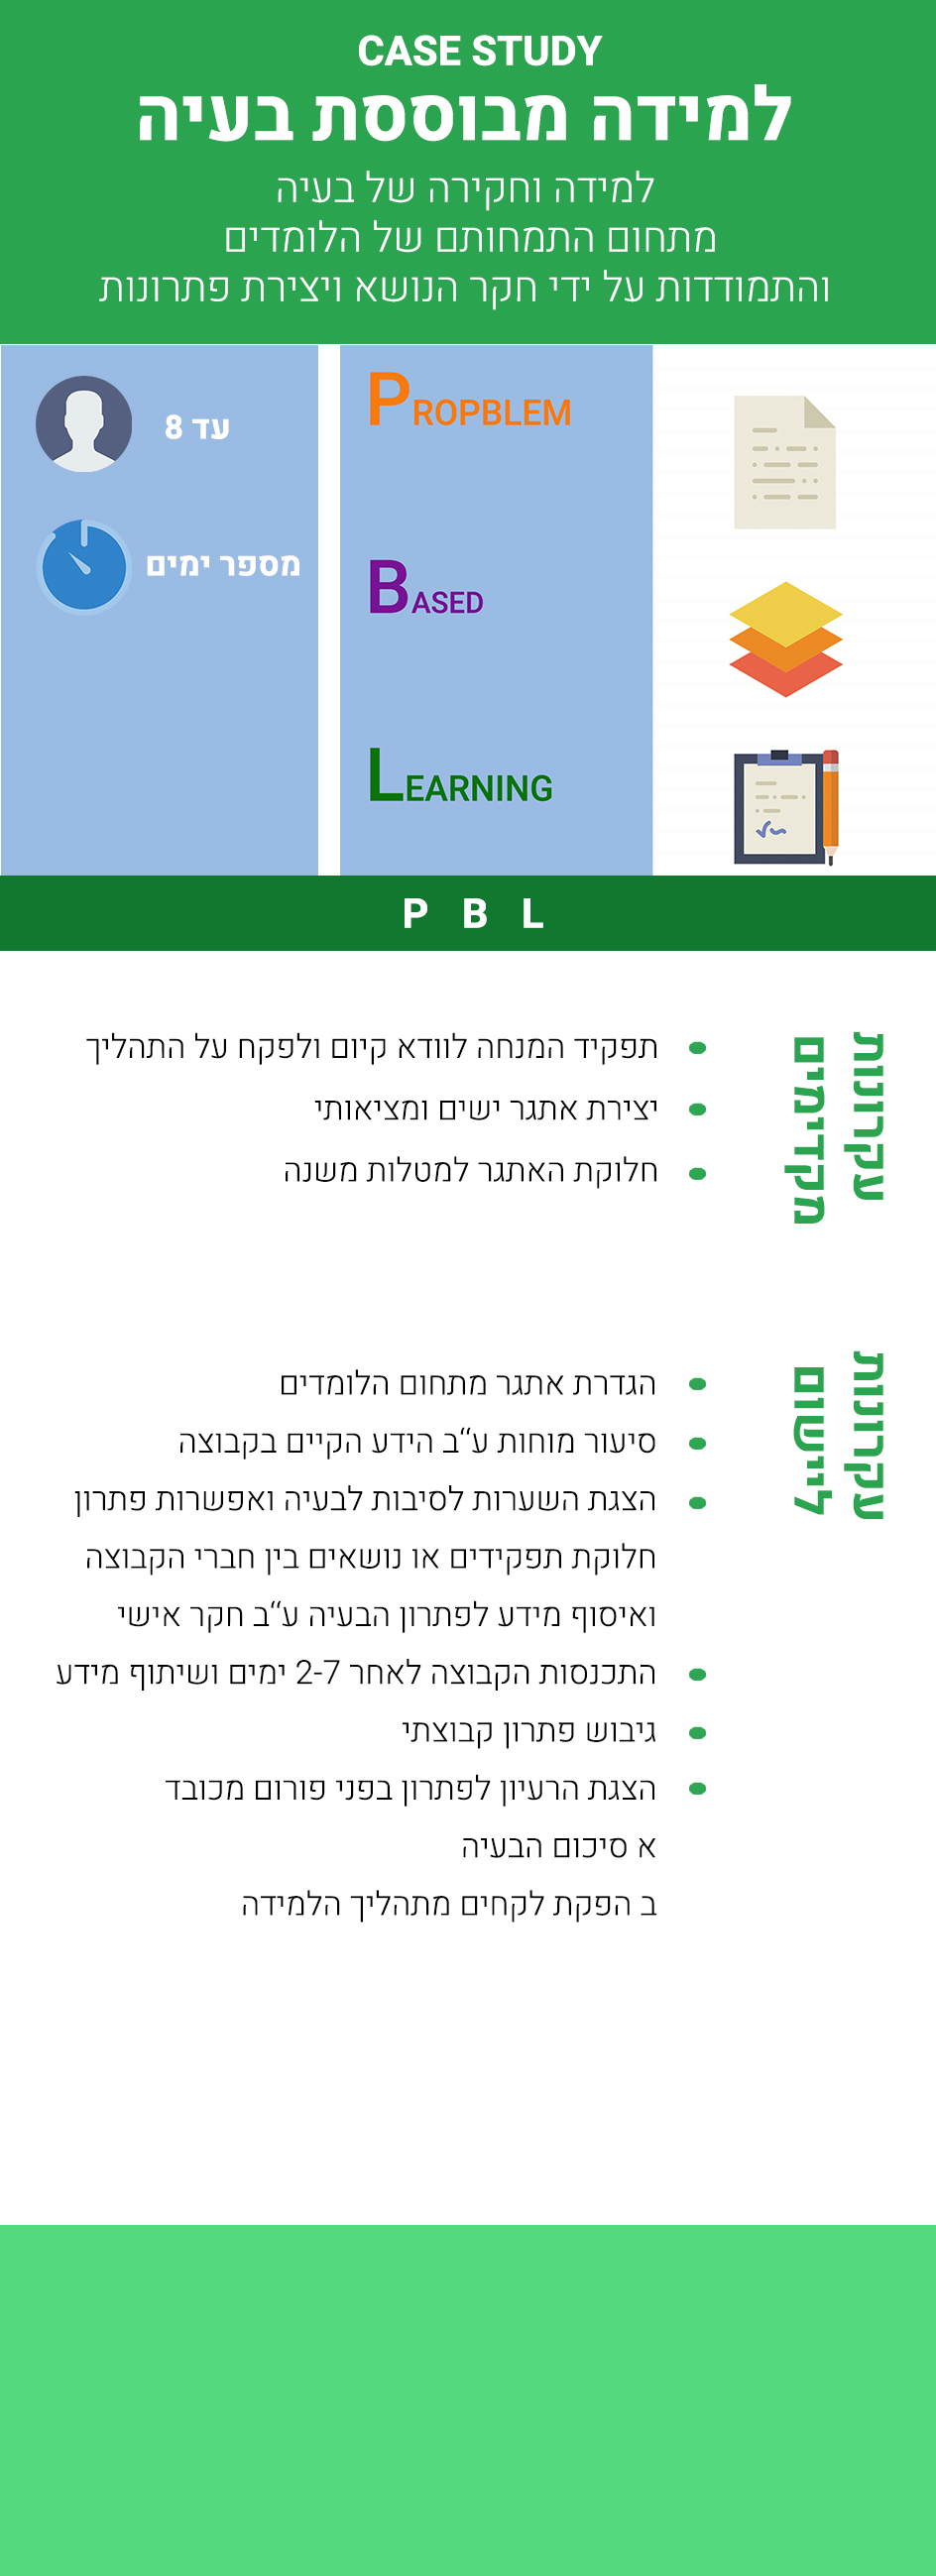 CASE STUDY
למידה מבוססת בעיה
למידה וחקירה של בעיה
מתחום התמחותם של הלומדים
והתמודדות על ידי חקר הנושא ויצירת פתרונות
עד 8
מספר ימים
PROPBLEM
BASED
LEARNING
P B L
עקרונות
מקדימים
תפקיד המנחה לוודא קיום ולפקח על התהליך
יצירת אתגר ישים ומציאותי
חלוקת האתגר למטלות משנה
עקרונות
ליישום
הגדרת אתגר מתחום הלומדים
סיעור מוחות ע“ב הידע הקיים בקבוצה
הצגת השערות לסיבות לבעיה ואפשרות פתרון
חלוקת תפקידים או נושאים בין חברי הקבוצה
ואיסוף מידע לפתרון הבעיה ע“ב חקר אישי
התכנסות הקבוצה לאחר 2-7 ימים ושיתוף מידע
גיבוש פתרון קבוצתי
הצגת הרעיון לפתרון בפני פורום מכובד
א סיכום הבעיה
ב הפקת לקחים מתהליך הלמידה